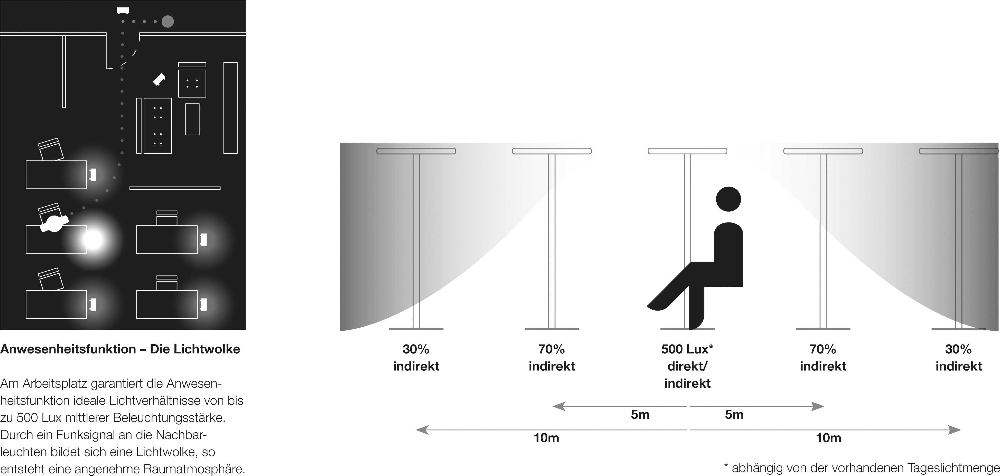 Anwesenheitsfunktion – Die Lichtwolke
Am Arbeitsplatz garantiert die Anwesen-
heitsfunktion ideale Lichtverhältnisse von bis
zu 500 Lux mittlerer Beleuchtungsstärke.
Durch ein Funksignal an die Nachbar-
leuchten bildet sich eine Lichtwolke, so
entsteht eine angenehme Raumatmosphäre.
30%
indirekt
70%
indirekt
500 Lux*
direkt/
indirekt
70%
indirekt
30%
indirekt
5m
5m
10m
10m
* abhängig von der vorhandenen Tageslichtmenge